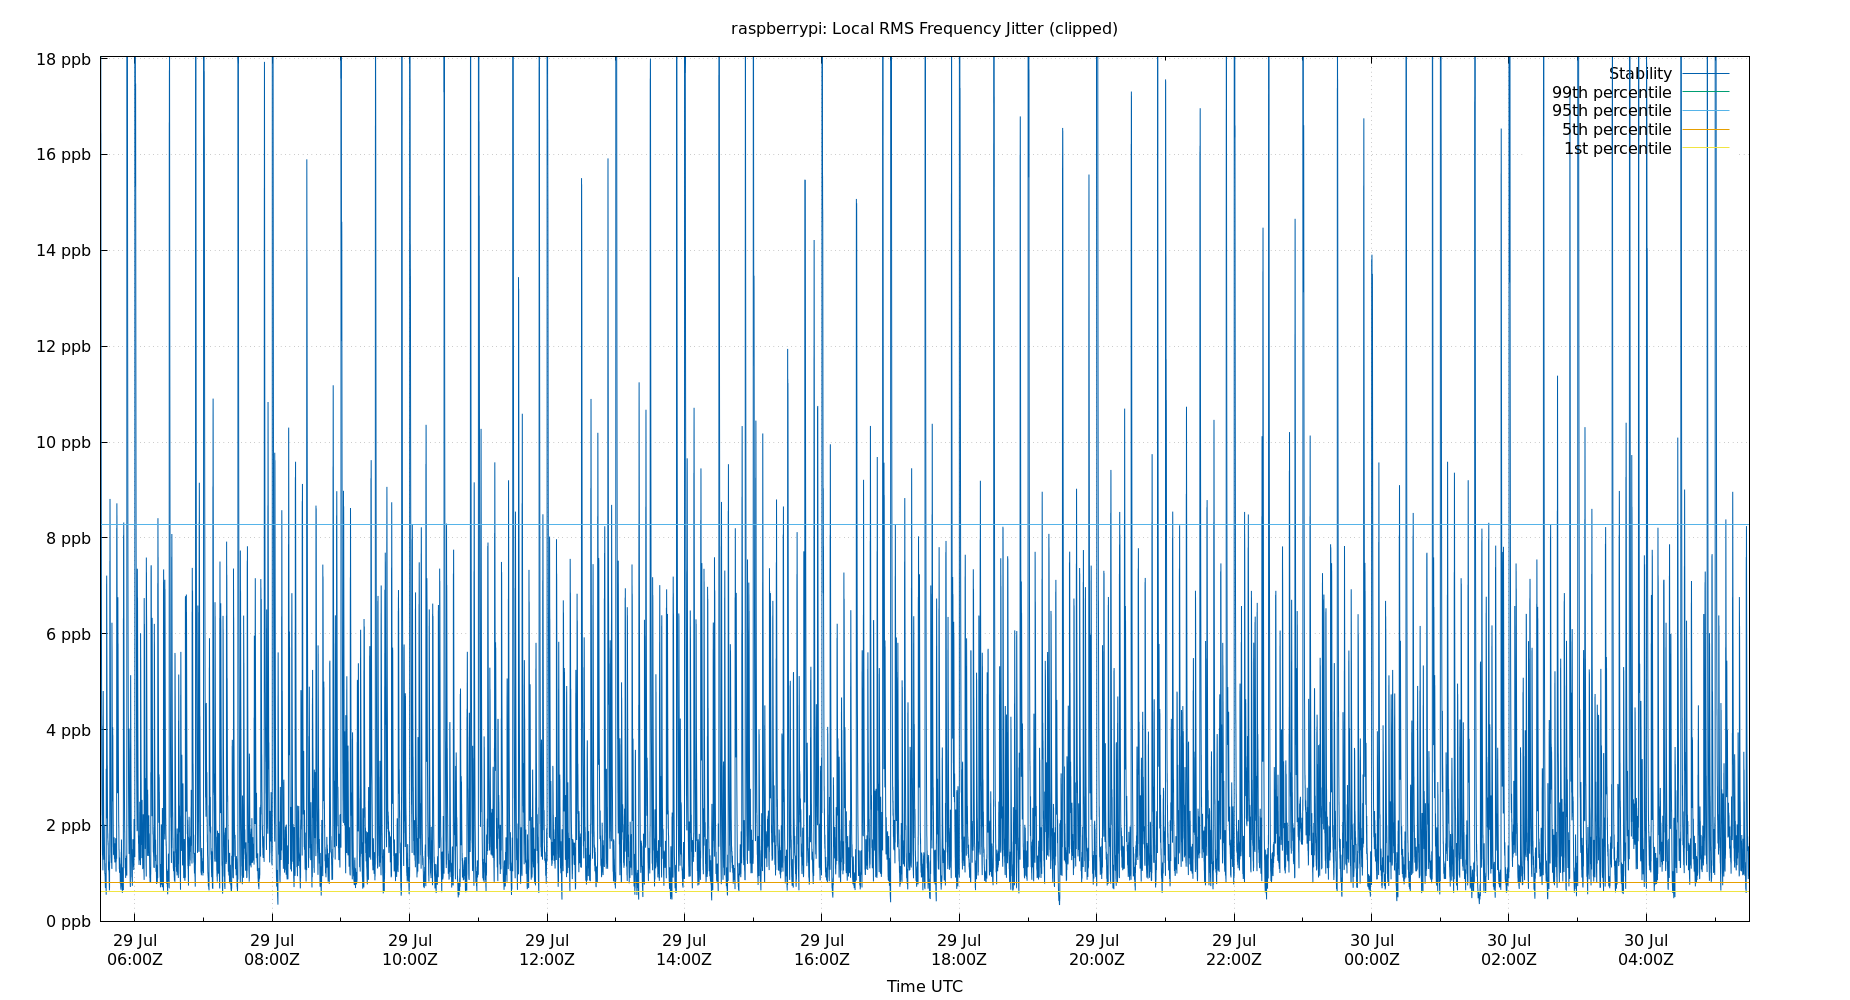 raspberrypi: Local RMS Frequency Jitter (clipped)
18 ppb
16 ppb
14 ppb
12 ppb
10 ppb
8 ppb
6 ppb
4 ppb
2 ppb
0 ppb
Stability
99th percentile
95th percentile
5th percentile
1st percentile
29 Jul 29 Jul 29 Jul 29 Jul 29 Jul 29 Jul 29 Jul 29 Jul 29 Jul 30 Jul 30 Jul 30 Jul
06:00Z 08:00Z 10:00Z 12:00Z 14:00Z 16:00Z 18:00Z 20:00Z 22:00Z 00:00Z 02:00Z 04:00Z
Time UTC